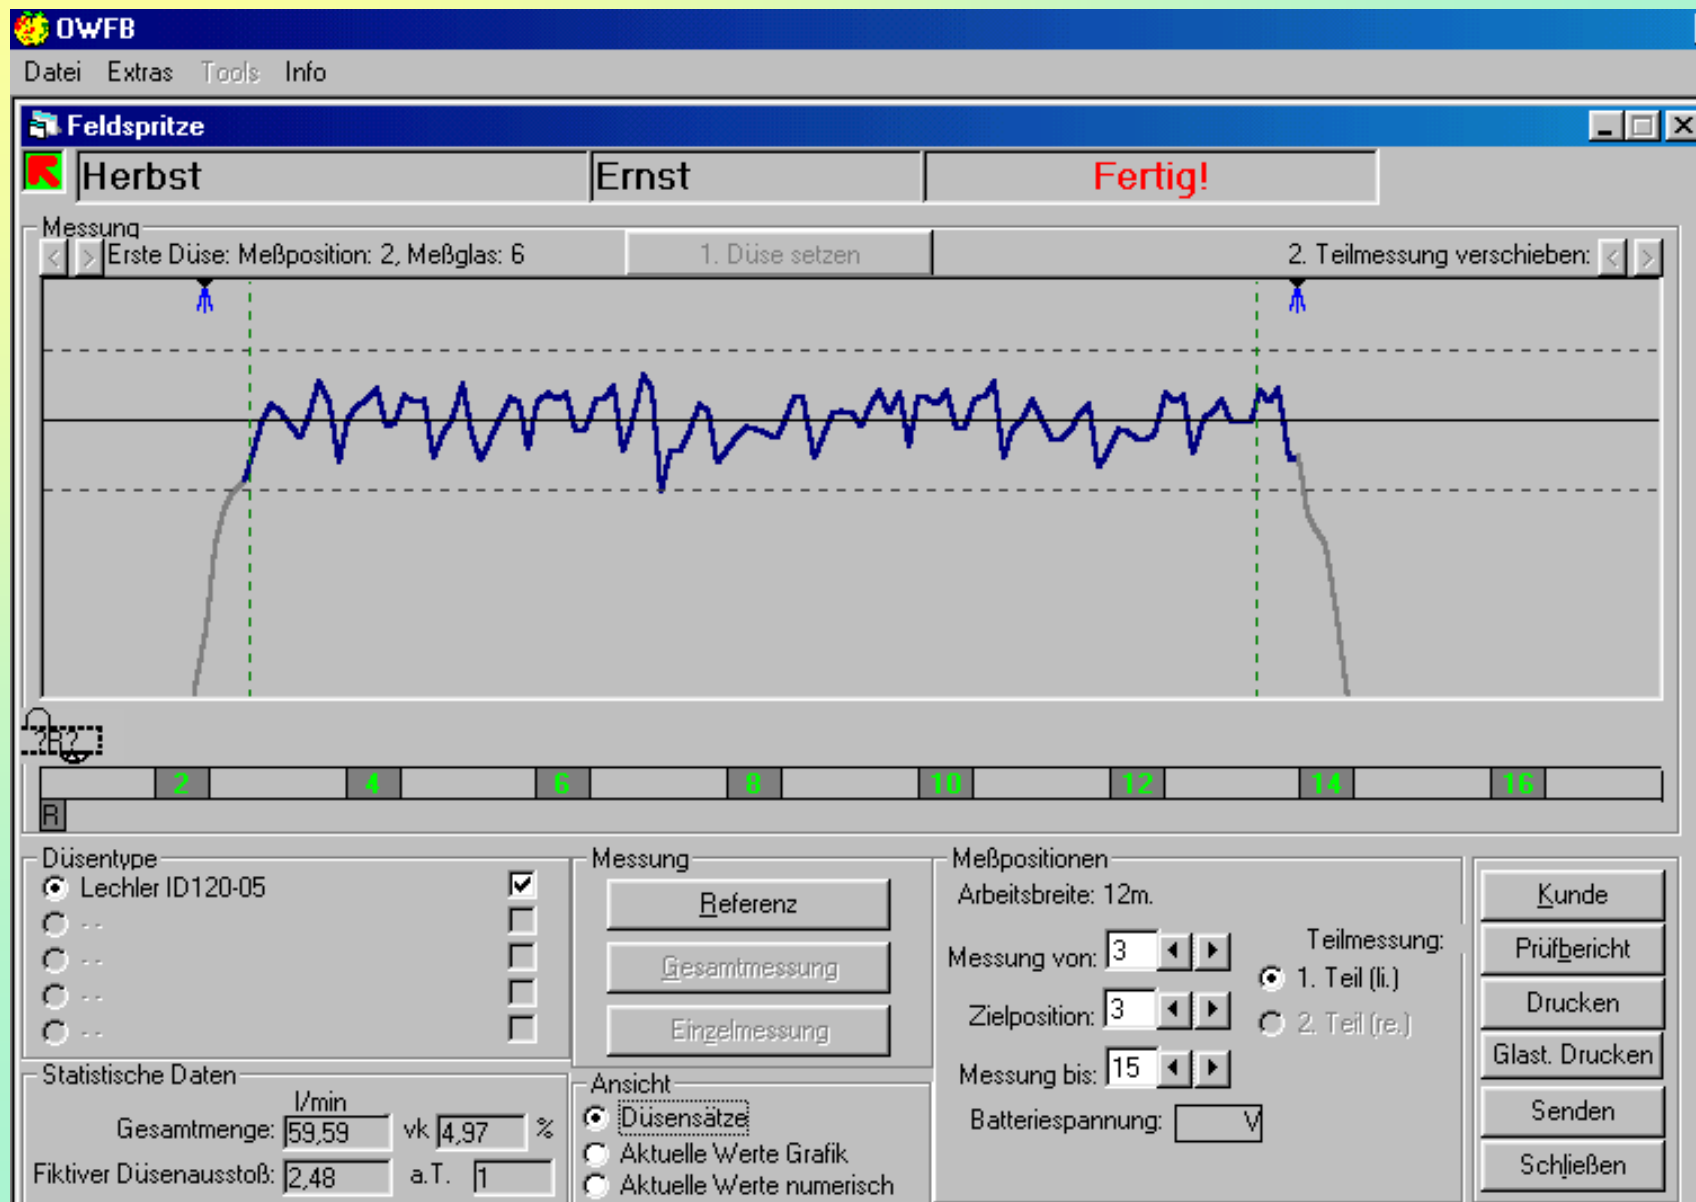 OWFB
Datei Extras Tools Info
Feldspritze
Herbst Ernst Fertig!
Messung
< > Erste Düse: Meßposition: 2, Meßglas: 6 1. Düse setzen 2. Teilmessung verschieben: < >
?R?
2 4 6 8 10 12 14 16
R
Düsentype
Lechler ID120-05
- -
- -
- -
- -
Statistische Daten
l/min
Gesamtmenge: 59,59 vk 4,97 %
Fiktiver Düsenausstoß: 2,48 a.T. 1
Messung
Referenz
Gesamtmessung
Einzelmessung
Ansicht
Düsensätze
Aktuelle Werte Grafik
Aktuelle Werte numerisch
Meßpositionen
Arbeitsbreite: 12m.
Messung von: 3
Zielposition: 3
Messung bis: 15
Batteriespannung: V
Teilmessung:
1. Teil (li.)
2. Teil (re.)
Kunde
Prüfbericht
Drucken
Glast. Drucken
Senden
Schließen